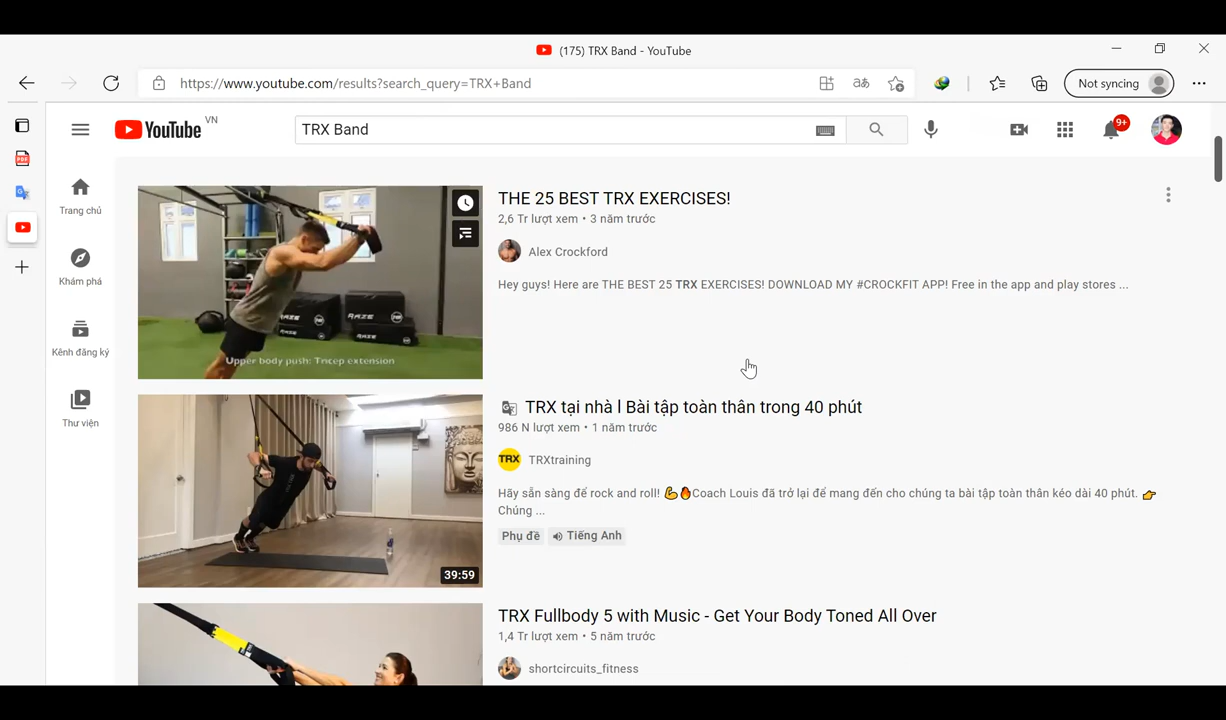 (175) TRX Band - YouTube
https://www.youtube.com/results?search_query=TRX+Band
Not syncing
YouTube VN
TRX Band
9+
Trang chủ
Khám phá
Kênh đăng ký
Thư viện
Upper body push: Tricep extension
THE 25 BEST TRX EXERCISES!
2,6 Tr lượt xem • 3 năm trước
Alex Crockford
Hey guys! Here are THE BEST 25 TRX EXERCISES! DOWNLOAD MY #CROCKFIT APP! Free in the app and play stores ...
39:59
TRX tại nhà l Bài tập toàn thân trong 40 phút
986 N lượt xem • 1 năm trước
TRX
TRXtraining
Hãy sẵn sàng để rock and roll! 💪🔥Coach Louis đã trở lại để mang đến cho chúng ta bài tập toàn thân kéo dài 40 phút. 👉
Chúng ...
Phụ đề
Tiếng Anh
TRX Fullbody 5 with Music - Get Your Body Toned All Over
1,4 Tr lượt xem • 5 năm trước
shortcircuits_fitness